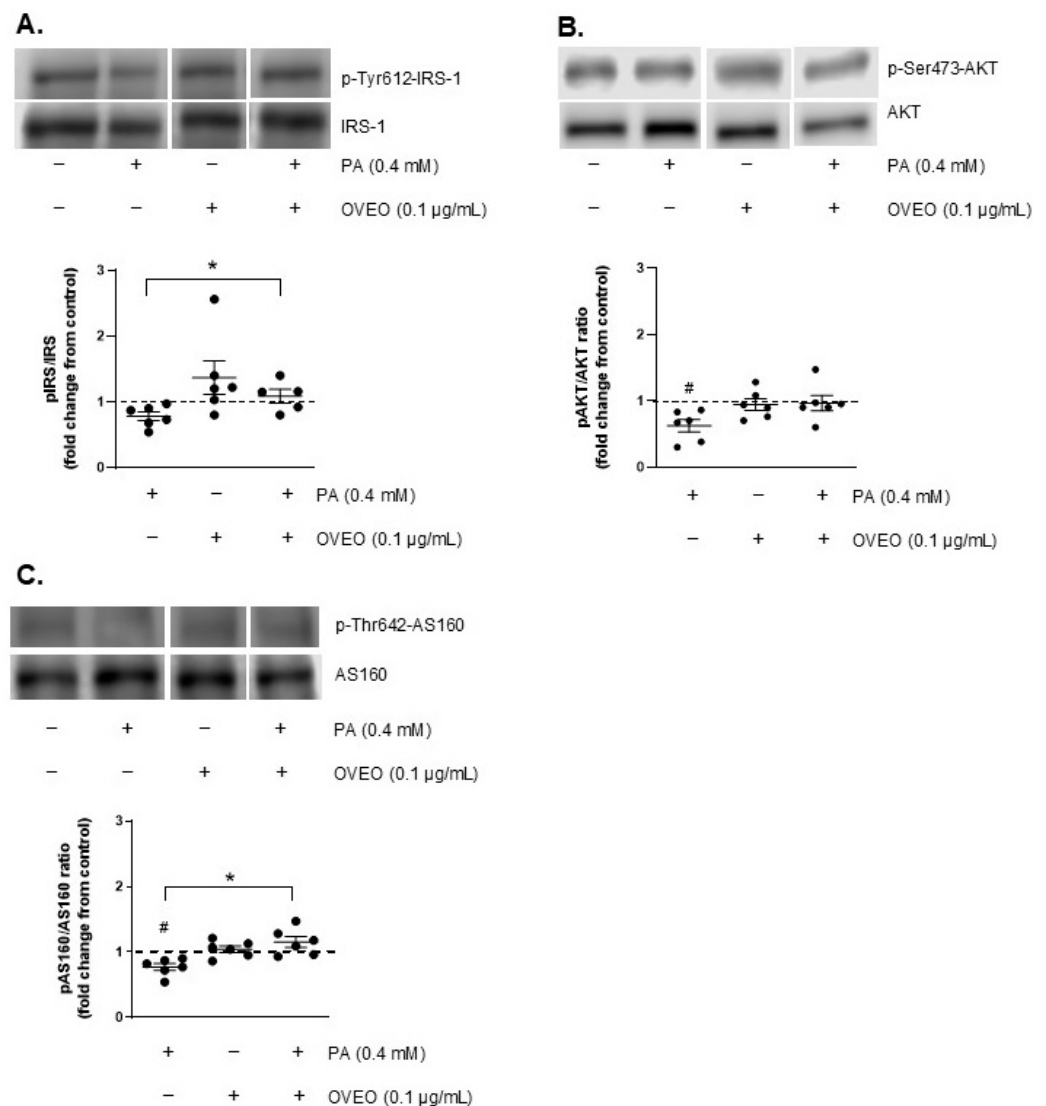 A.
p-Tyr612-IRS-1
IRS-1
– + – + PA (0.4 mM)
– – + + OVEO (0.1 µg/mL)
pIRS/IRS
(fold change from control)
3
2
1
0
*
+ – + PA (0.4 mM)
– + + OVEO (0.1 µg/mL)
B.
p-Ser473-AKT
AKT
– + – + PA (0.4 mM)
– – + + OVEO (0.1 µg/mL)
pAKT/AKT ratio
(fold change from control)
3
2
1
0
#
+ – + PA (0.4 mM)
– + + OVEO (0.1 µg/mL)
C.
p-Thr642-AS160
AS160
– + – + PA (0.4 mM)
– – + + OVEO (0.1 µg/mL)
pAS160/AS160 ratio
(fold change from control)
3
2
1
0
*
#
+ – + PA (0.4 mM)
– + + OVEO (0.1 µg/mL)